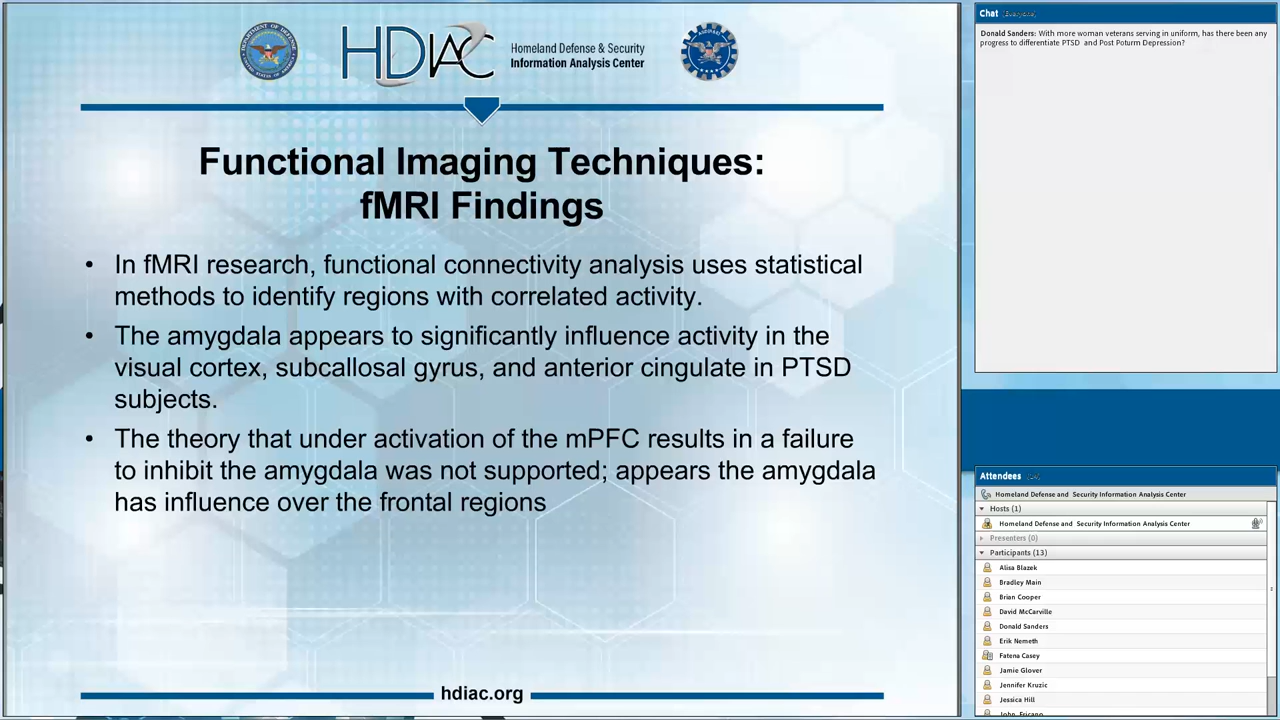 HDIAC
Homeland Defense & Security
Information Analysis Center
Functional Imaging Techniques:
fMRI Findings
• In fMRI research, functional connectivity analysis uses statistical
methods to identify regions with correlated activity.
• The amygdala appears to significantly influence activity in the
visual cortex, subcallosal gyrus, and anterior cingulate in PTSD
subjects.
• The theory that under activation of the mPFC results in a failure
to inhibit the amygdala was not supported; appears the amygdala
has influence over the frontal regions
hdiac.org
Chat (Everyone)
Donald Sanders: With more woman veterans serving in uniform, has there been any
progress to differentiate PTSD and Post Poturm Depression?
Attendees
Homeland Defense and Security Information Analysis Center
Hosts (1)
Homeland Defense and Security Information Analysis Center
Presenters (0)
Participants (13)
Alisa Blazek
Bradley Main
Brian Cooper
David McCarville
Donald Sanders
Erik Nemeth
Fatena Casey
Jamie Glover
Jennifer Kruzic
Jessica Hill
John Fricano